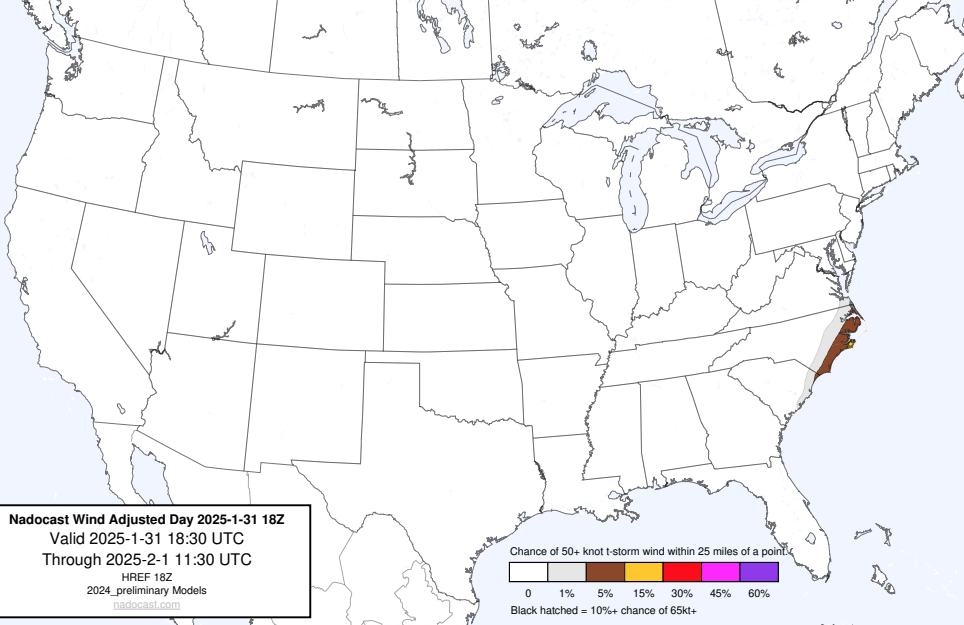 Nadocast Wind Adjusted Day 2025-1-31 18Z
Valid 2025-1-31 18:30 UTC
Through 2025-2-1 11:30 UTC
HREF 18Z
2024_preliminary Models
nadocast.com
Chance of 50+ knot t-storm wind within 25 miles of a point.
0 1% 5% 15% 30% 45% 60%
Black hatched = 10%+ chance of 65kt+